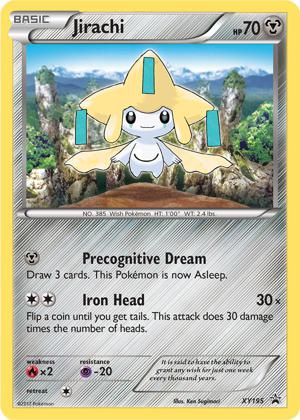 BASIC
Jirachi
HP70
NO. 385 Wish Pokémon HT: 1'00" WT: 2.4 lbs.
Precognitive Dream
Draw 3 cards. This Pokémon is now Asleep.
Iron Head 30×
Flip a coin until you get tails. This attack does 30 damage
times the number of heads.
weakness resistance
×2 -20
retreat
It is said to have the ability to
grant any wish for just one week
every thousand years.
Illus. Ken Sugimori
©2017 Pokémon
XY195
PROMO